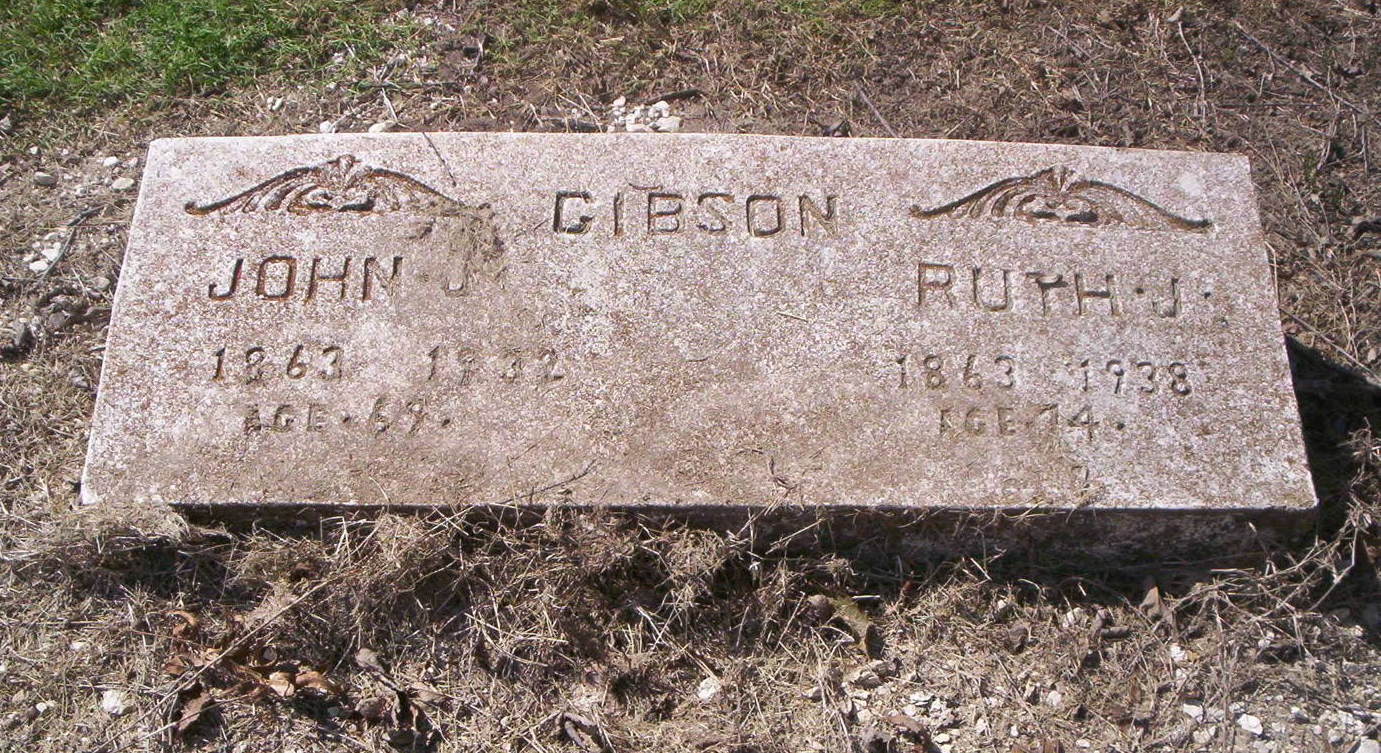 GIBSON
JOHN J.
1863 1932
AGE · 69 .
RUTH · J .
1863 1938
AGE · 74 .